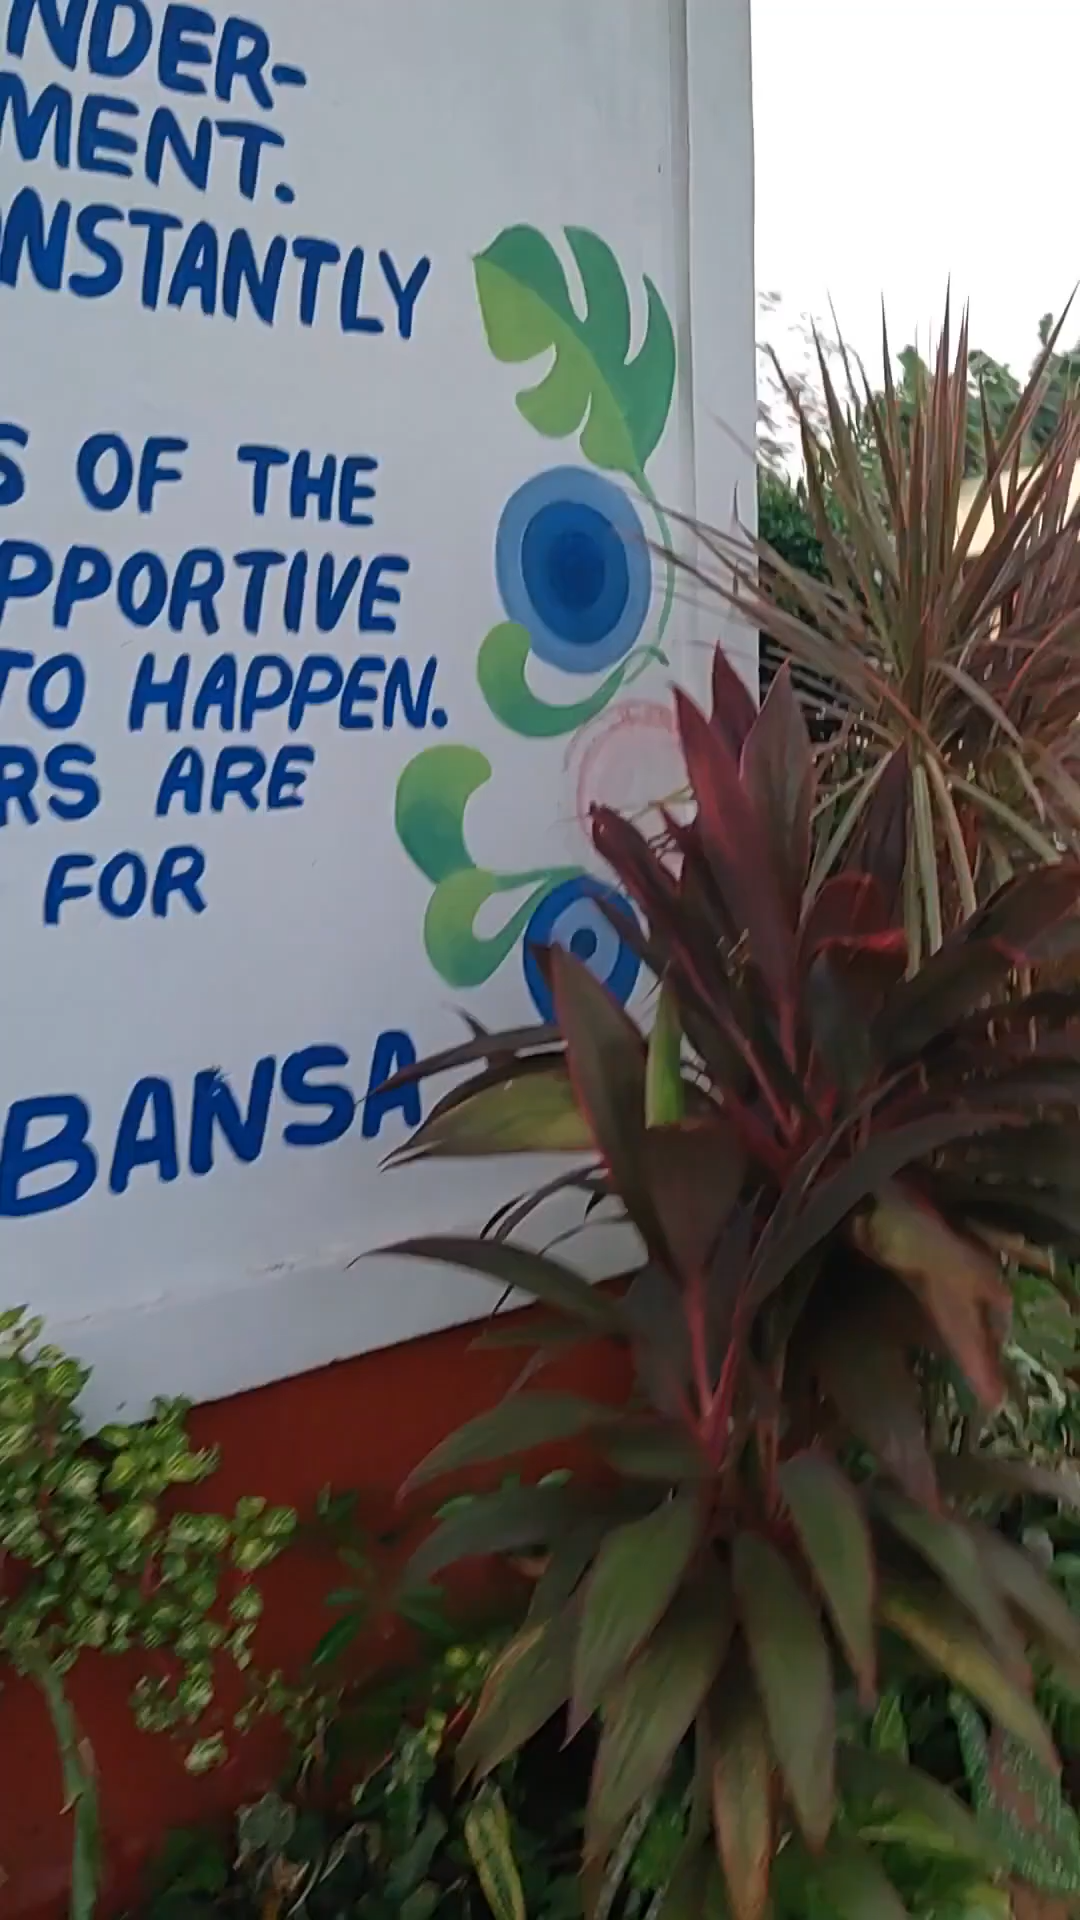 NDER-
MENT.
NSTANTLY
S OF THE
PPORTIVE
TO HAPPEN.
RS ARE
FOR
BANSA